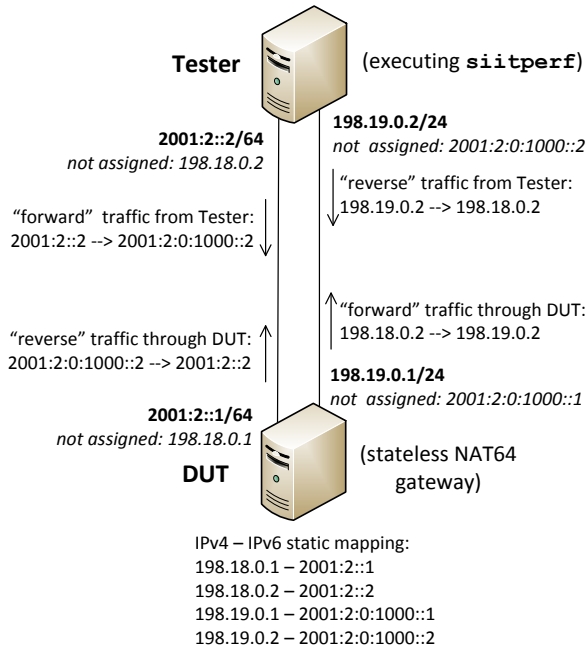 Tester
(executing siitperf)
2001:2::2/64
not assigned: 198.18.0.2
198.19.0.2/24
not assigned: 2001:2:0:1000::2
“reverse” traffic from Tester:
198.19.0.2 --> 198.18.0.2
“forward” traffic from Tester:
2001:2::2 --> 2001:2:0:1000::2
“forward” traffic through DUT:
198.18.0.2 --> 198.19.0.2
“reverse” traffic through DUT:
2001:2:0:1000::2 --> 2001:2::2
198.19.0.1/24
not assigned: 2001:2:0:1000::1
2001:2::1/64
not assigned: 198.18.0.1
DUT
(stateless NAT64
gateway)
IPv4 – IPv6 static mapping:
198.18.0.1 – 2001:2::1
198.18.0.2 – 2001:2::2
198.19.0.1 – 2001:2:0:1000::1
198.19.0.2 – 2001:2:0:1000::2